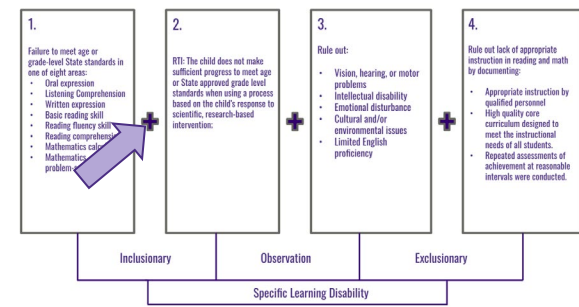 1.
Failure to meet age or
grade-level State standards in
one of eight areas:
• Oral expression
• Listening Comprehension
• Written expression
• Basic reading skill
• Reading fluency skill
• Reading comprehens
• Mathematics calc
• Mathematics
problem-
2.
RTI: The child does not make
sufficient progress to meet age
or State approved grade level
standards when using a process
based on the child's response to
scientific, research-based
intervention:
3.
Rule out:
• Vision, hearing, or motor
problems
• Intellectual disability
• Emotional disturbance
• Cultural and/or
environmental issues
• Limited English
proficiency
4.
Rule out lack of appropriate
instruction in reading and math
by documenting:
• Appropriate instruction by
qualified personnel
• High quality core
curriculum designed to
meet the instructional
needs of all students.
• Repeated assessments of
achievement at reasonable
intervals were conducted.
Inclusionary
Observation
Exclusionary
Specific Learning Disability